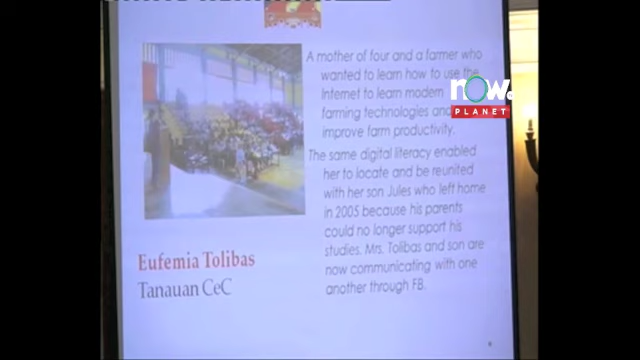 A mother of four and a farmer who
wanted to learn how to use the
Internet to learn modern
farming technologies and
improve farm productivity.
The same digital literacy enabled
her to locate and be reunited
with her son Jules who left home
in 2005 because his parents
could no longer support his
studies. Mrs. Tolibas and son are
now communicating with one
another through FB.
Eufemia Tolibas
Tanauan CeC
now.
PLANET